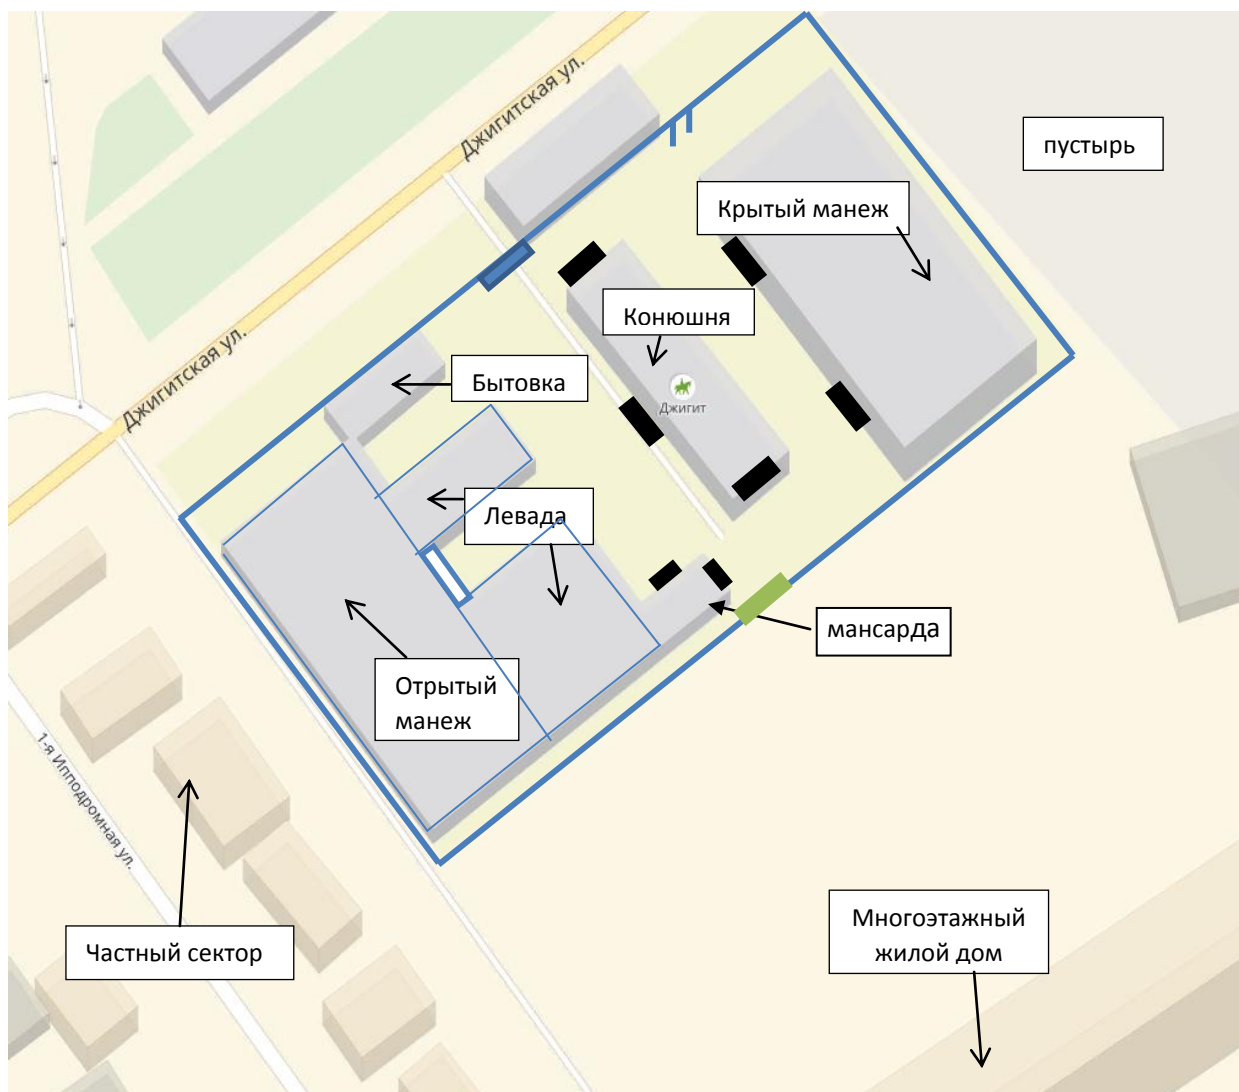 Джигитская ул.
пустырь
Крытый манеж
Конюшня
Джигитская ул.
Бытовка
Джигит
Левада
мансарда
Отрытый
манеж
1-я Ипподромная ул.
Многоэтажный
жилой дом
Частный сектор